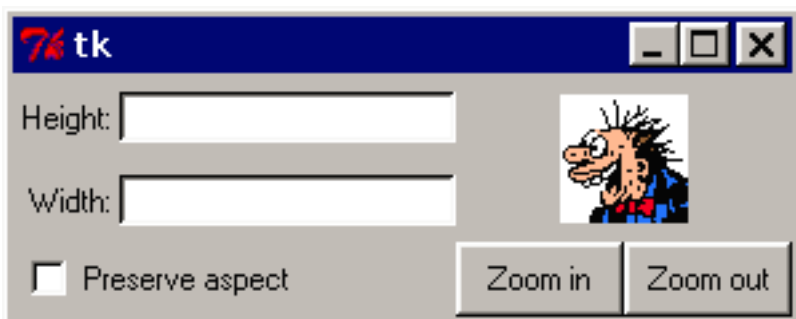 tk
Height:
Width:
Preserve aspect
Zoom in
Zoom out